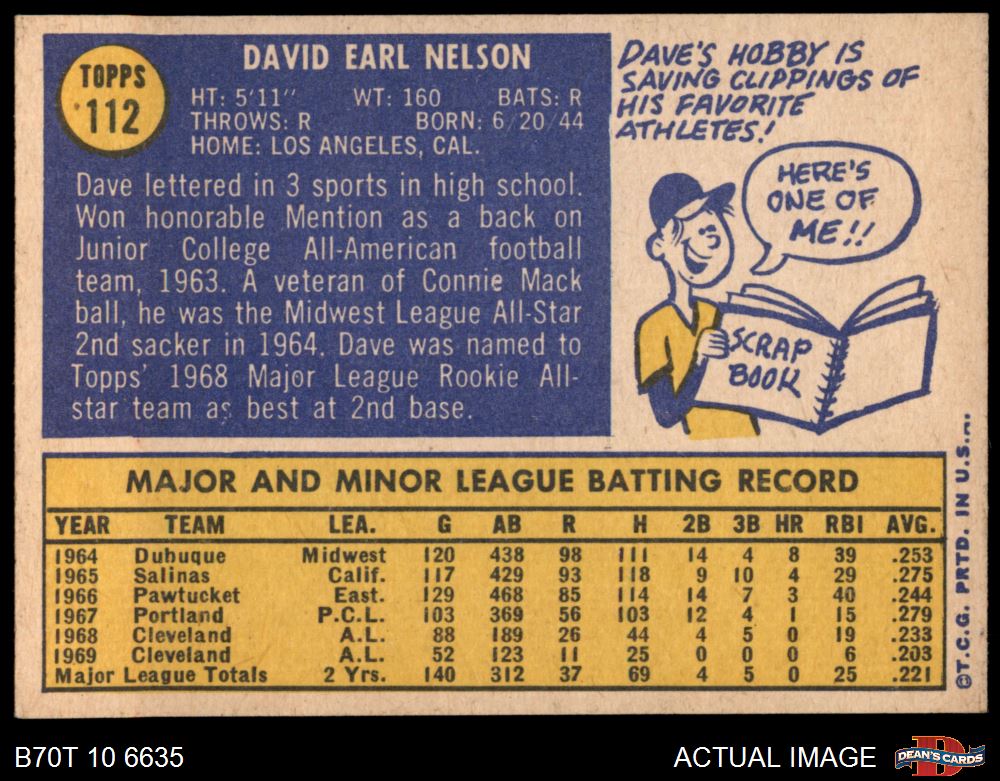 TOPPS
112
DAVID EARL NELSON
HT: 5'11" WT: 160 BATS: R
THROWS: R BORN: 6/20/44
HOME: LOS ANGELES, CAL.
Dave lettered in 3 sports in high school.
Won honorable Mention as a back on
Junior College All-American football
team, 1963. A veteran of Connie Mack
ball, he was the Midwest League All-Star
2nd sacker in 1964. Dave was named to
Topps' 1968 Major League Rookie All-
star team as best at 2nd base.
DAVE'S HOBBY IS
SAVING CLIPPINGS OF
HIS FAVORITE
ATHLETES!
HERE'S
ONE OF
ME!!
SCRAP
BOOK
MAJOR AND MINOR LEAGUE BATTING RECORD
YEAR TEAM LEA. G AB R H 2B 3B HR RBI AVG.
1964 Duhuque Midwest 120 438 98 111 14 4 8 39 .253
1965 Salinas Calif. 117 429 93 118 9 10 4 29 .275
1966 Pawtucket East. 129 468 85 114 14 7 3 40 .244
1967 Portland P.C.L. 103 369 56 103 12 4 1 15 .279
1968 Cleveland A.L. 88 189 26 44 4 5 0 19 .233
1969 Cleveland A.L. 52 123 11 25 0 0 0 6 .203
Major League Totals 2 Yrs. 140 312 37 69 4 5 0 25 .221
©T.C.G. PRTD. IN U.S.A.
B70T 10 6635
ACTUAL IMAGE
D
DEAN'S CARDS